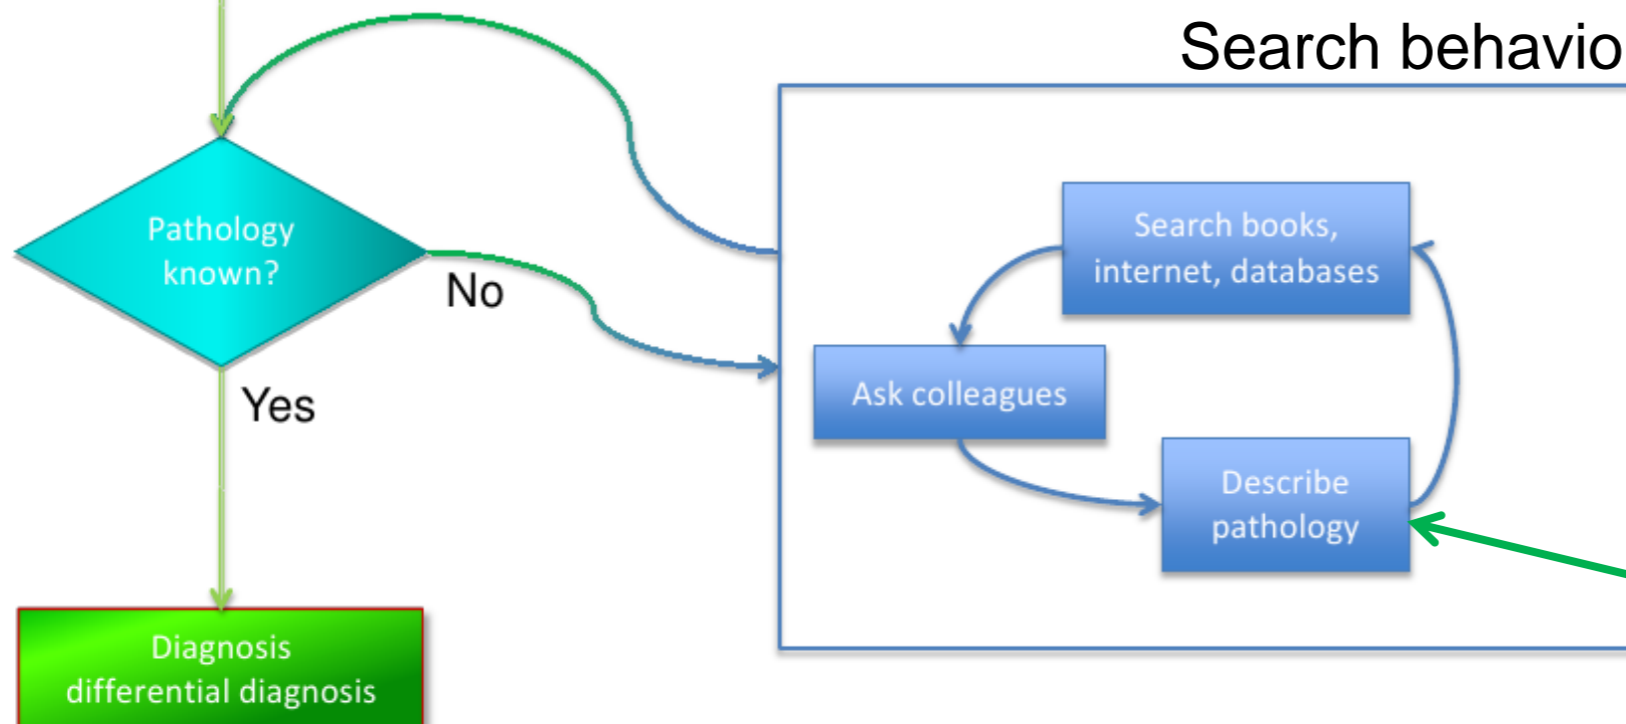 Search behavio
Pathology
known?
No
Yes
Search books,
internet, databases
Ask colleagues
Describe
pathology
Diagnosis
differential diagnosis